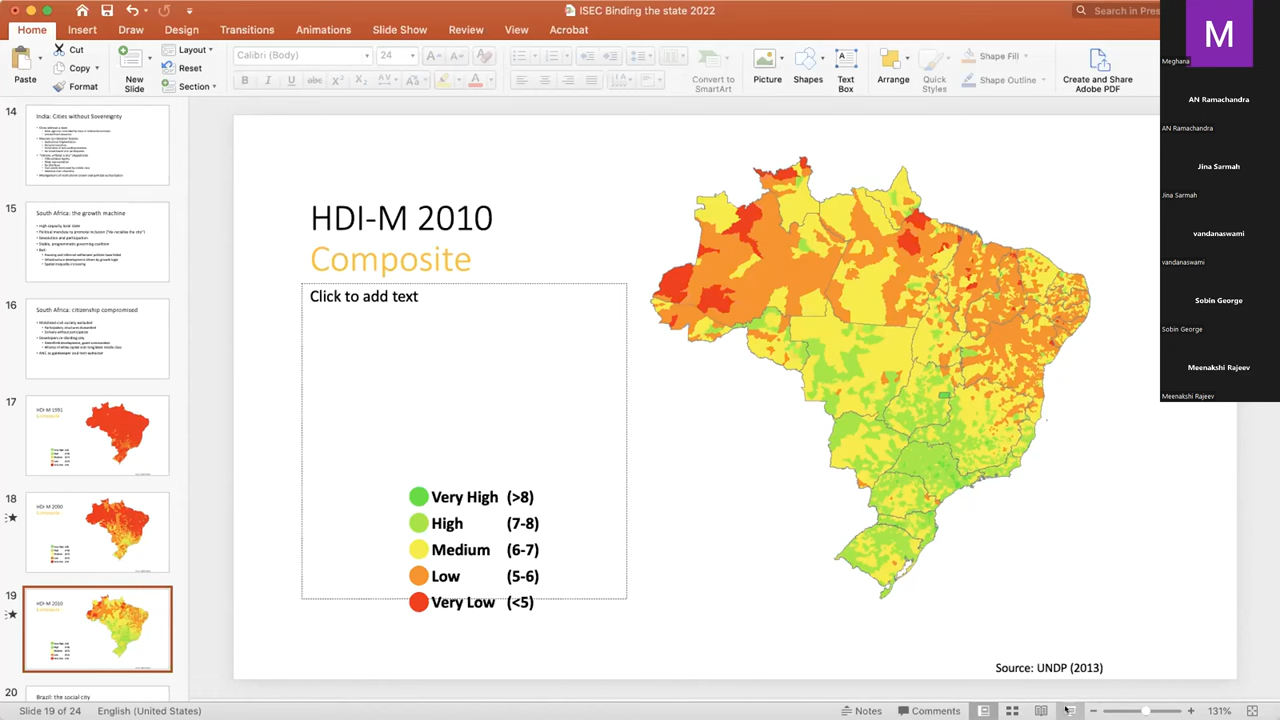 ISEC Binding the state 2022
Search in Pres
Home Insert Draw Design Transitions Animations Slide Show Review View Acrobat
Paste
Cut
Copy
Format
New
Slide
Layout
Reset
Section
Calibri (Body) 24
Convert to
SmartArt
Picture
Shapes
Text
Box
Arrange
Quick
Styles
Shape Fill
Shape Outline
Create and Share
Adobe PDF
M
Meghana
AN Ramachandra
AN Ramachandra
Jina Sarmah
Jina Sarmah
vandanaswami
vandanaswami
Sobin George
Sobin George
Meenakshi Rajeev
Meenakshi Rajeev
14
India: Cities without Sovereignty
15
South Africa: the growth machine
16
South Africa: citizenship compromised
17
HDI-M 1991
18
HDI-M 2000
19
HDI-M 2010
20
Brazil: the social city
HDI-M 2010
Composite
Click to add text
Very High (>8)
High (7-8)
Medium (6-7)
Low (5-6)
Very Low (<5)
Source: UNDP (2013)
Slide 19 of 24 English (United States)
Notes Comments 131%